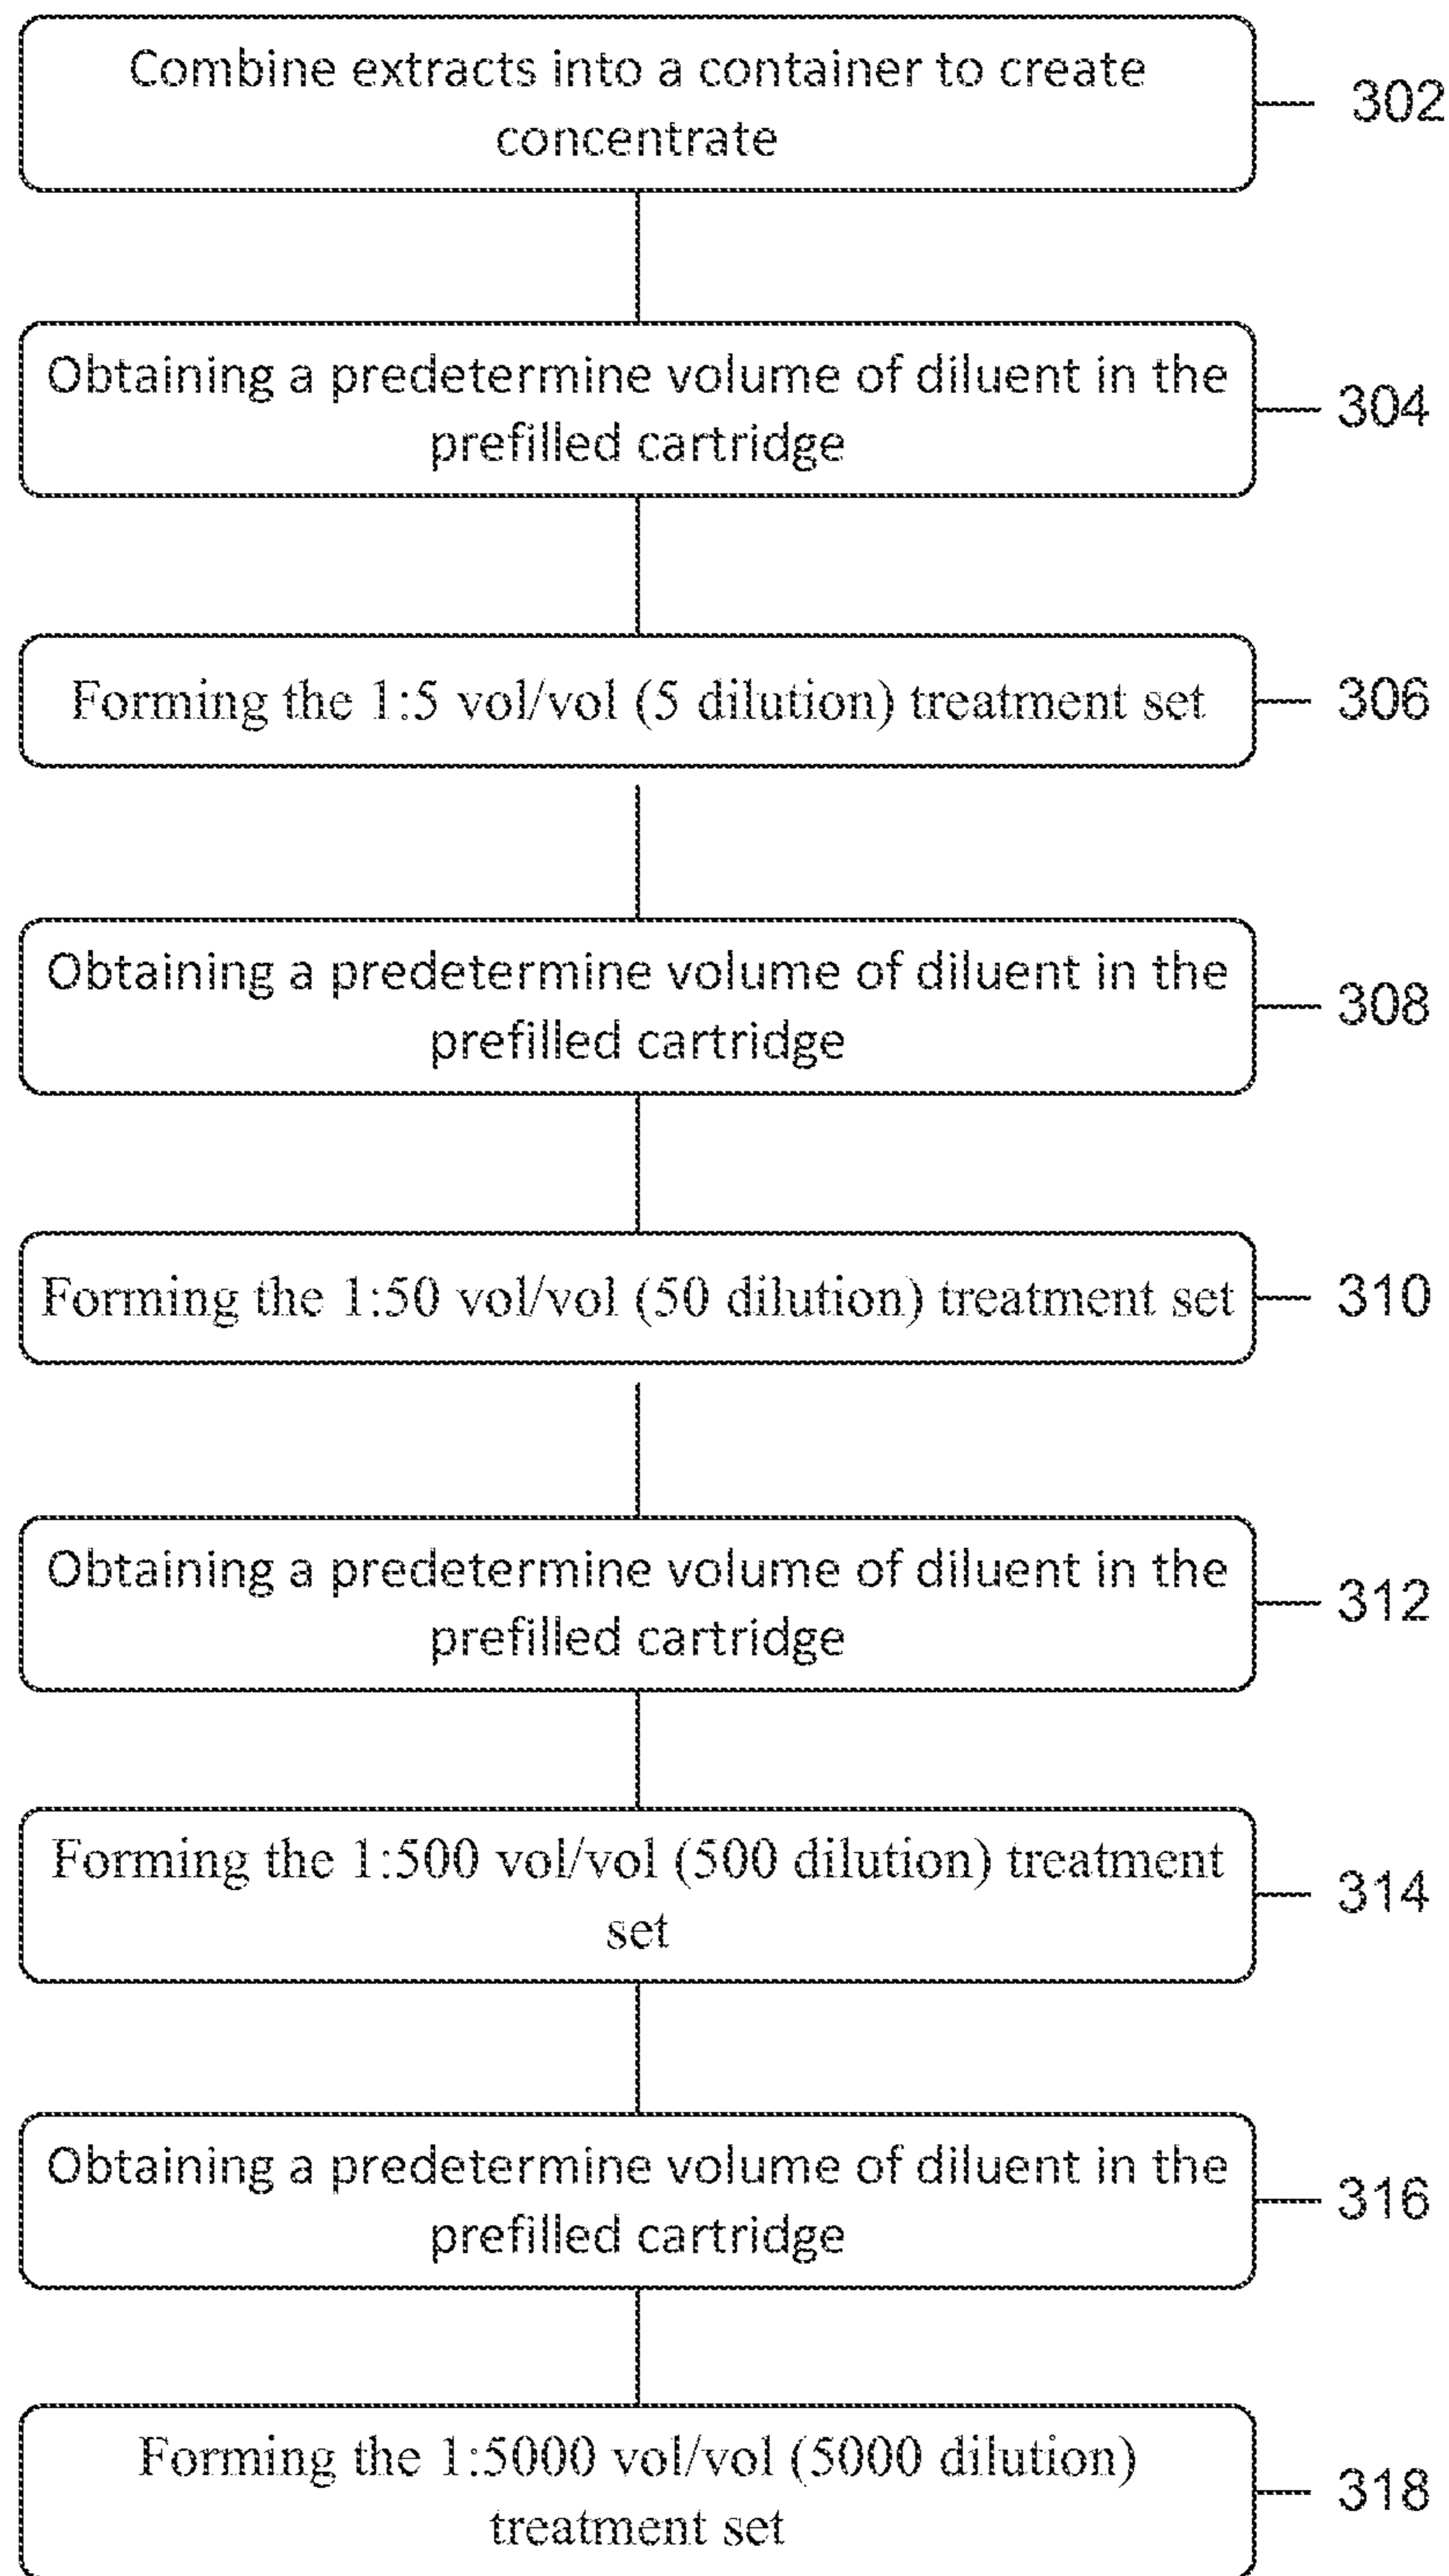 Combine extracts into a container to create
concentrate
302
Obtaining a predetermine volume of diluent in the
prefilled cartridge
304
Forming the 1:5 vol/vol (5 dilution) treatment set
306
Obtaining a predetermine volume of diluent in the
prefilled cartridge
308
Forming the 1:50 vol/vol (50 dilution) treatment set
310
Obtaining a predetermine volume of diluent in the
prefilled cartridge
312
Forming the 1:500 vol/vol (500 dilution) treatment
set
314
Obtaining a predetermine volume of diluent in the
prefilled cartridge
316
Forming the 1:5000 vol/vol (5000 dilution)
treatment set
318